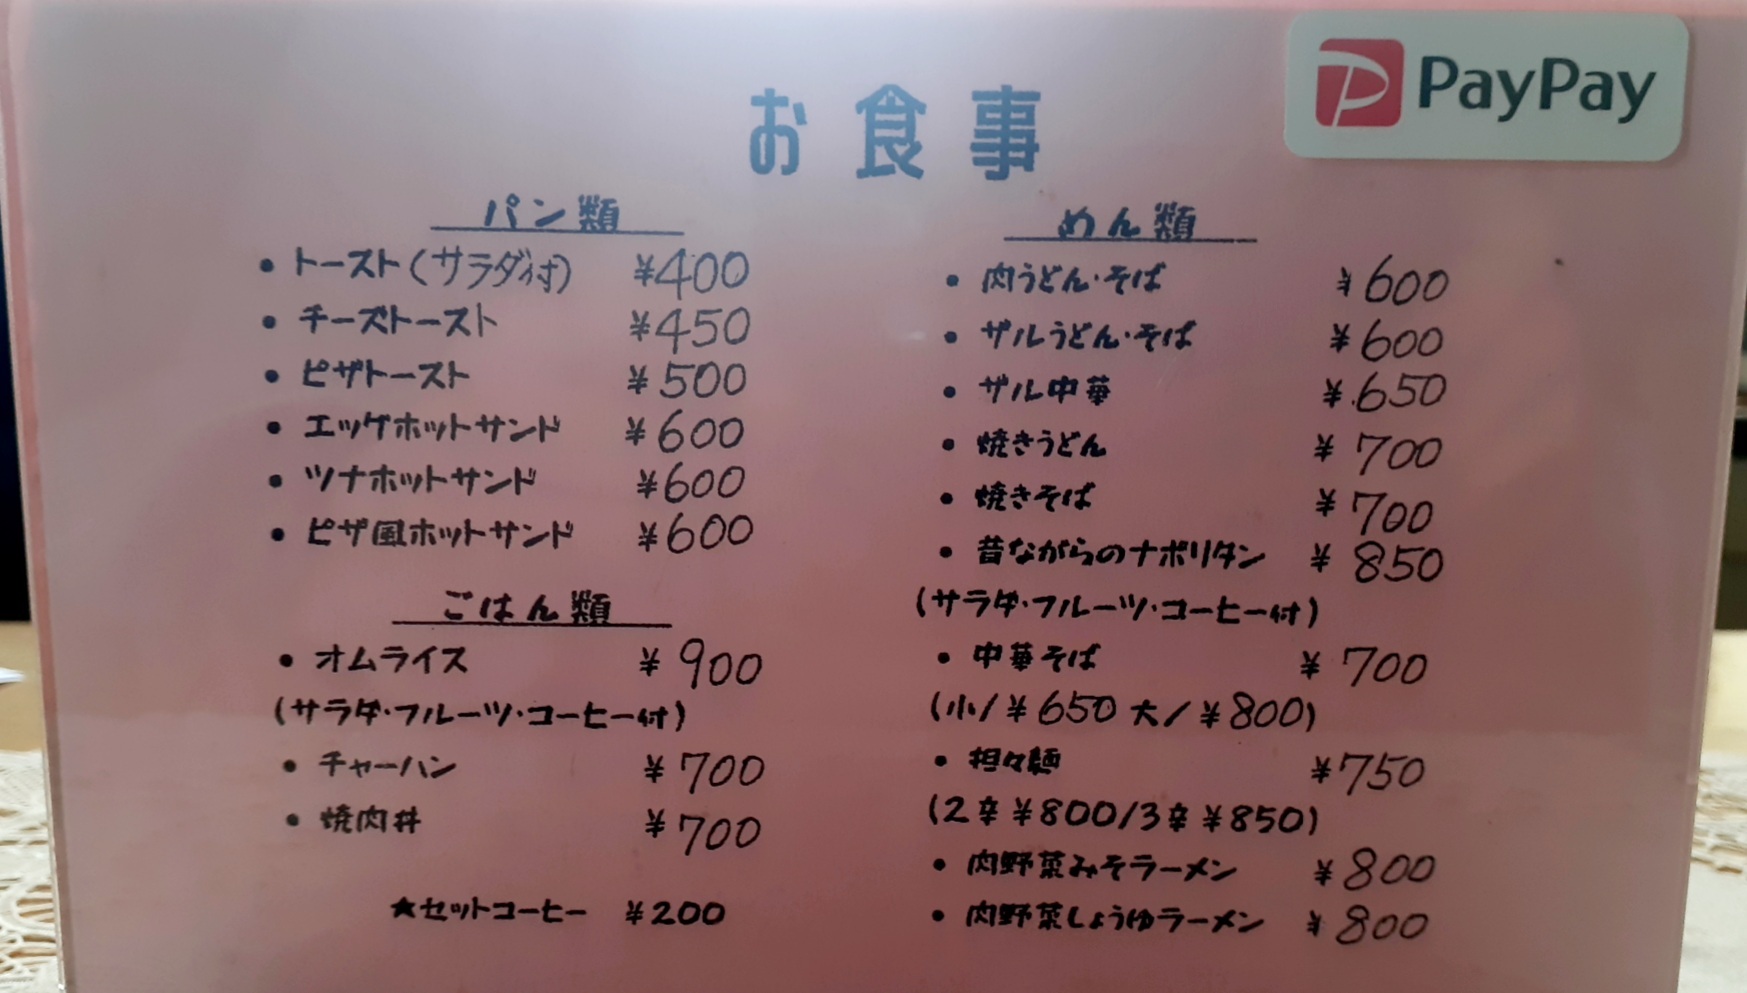 PayPay
お食事
パン類
・トースト(サラダ付) ¥400
・チーズトースト ¥450
・ピザトースト ¥500
・エッグホットサンド ¥600
・ツナホットサンド ¥600
・ピザ風ホットサンド ¥600
ごはん類
・オムライス ¥900
(サラダ・フルーツ・コーヒー付)
・チャーハン ¥700
・焼肉丼 ¥700
★セットコーヒー ¥200
めん類
・肉うどん・そば ¥600
・ザルうどん・そば ¥600
・ザル中華 ¥650
・焼きうどん ¥700
・焼きそば ¥700
・昔ながらのナポリタン ¥850
(サラダ・フルーツ・コーヒー付)
・中華そば ¥700
(小/¥650 大/¥800)
・担々麺 ¥750
(2辛¥800/3辛¥850)
・肉野菜みそラーメン ¥800
・肉野菜しょうゆラーメン ¥800